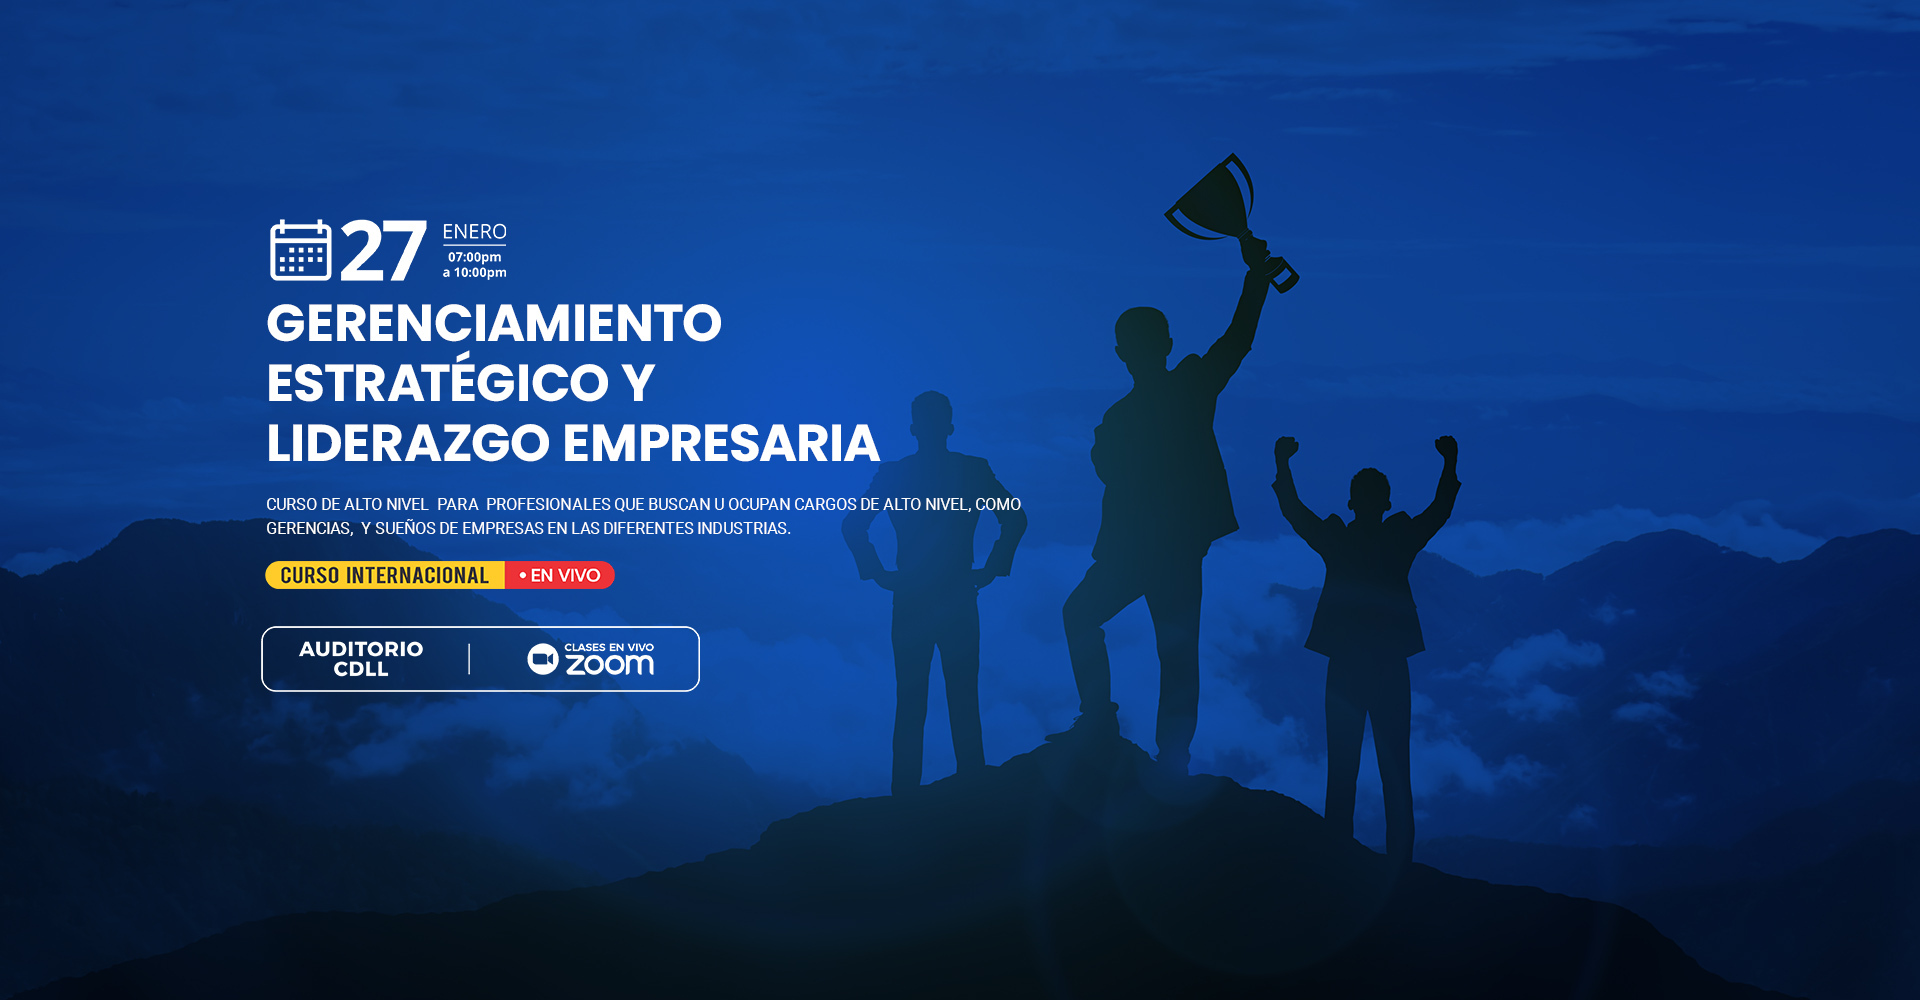 27 ENERO
07:00pm
a 10:00pm
GERENCIAMIENTO
ESTRATÉGICO Y
LIDERAZGO EMPRESARIA
CURSO DE ALTO NIVEL PARA PROFESIONALES QUE BUSCAN U OCUPAN CARGOS DE ALTO NIVEL, COMO
GERENCIAS, Y SUEÑOS DE EMPRESAS EN LAS DIFERENTES INDUSTRIAS.
CURSO INTERNACIONAL • EN VIVO
AUDITORIO
CDLL
CLASES EN VIVO
zoom